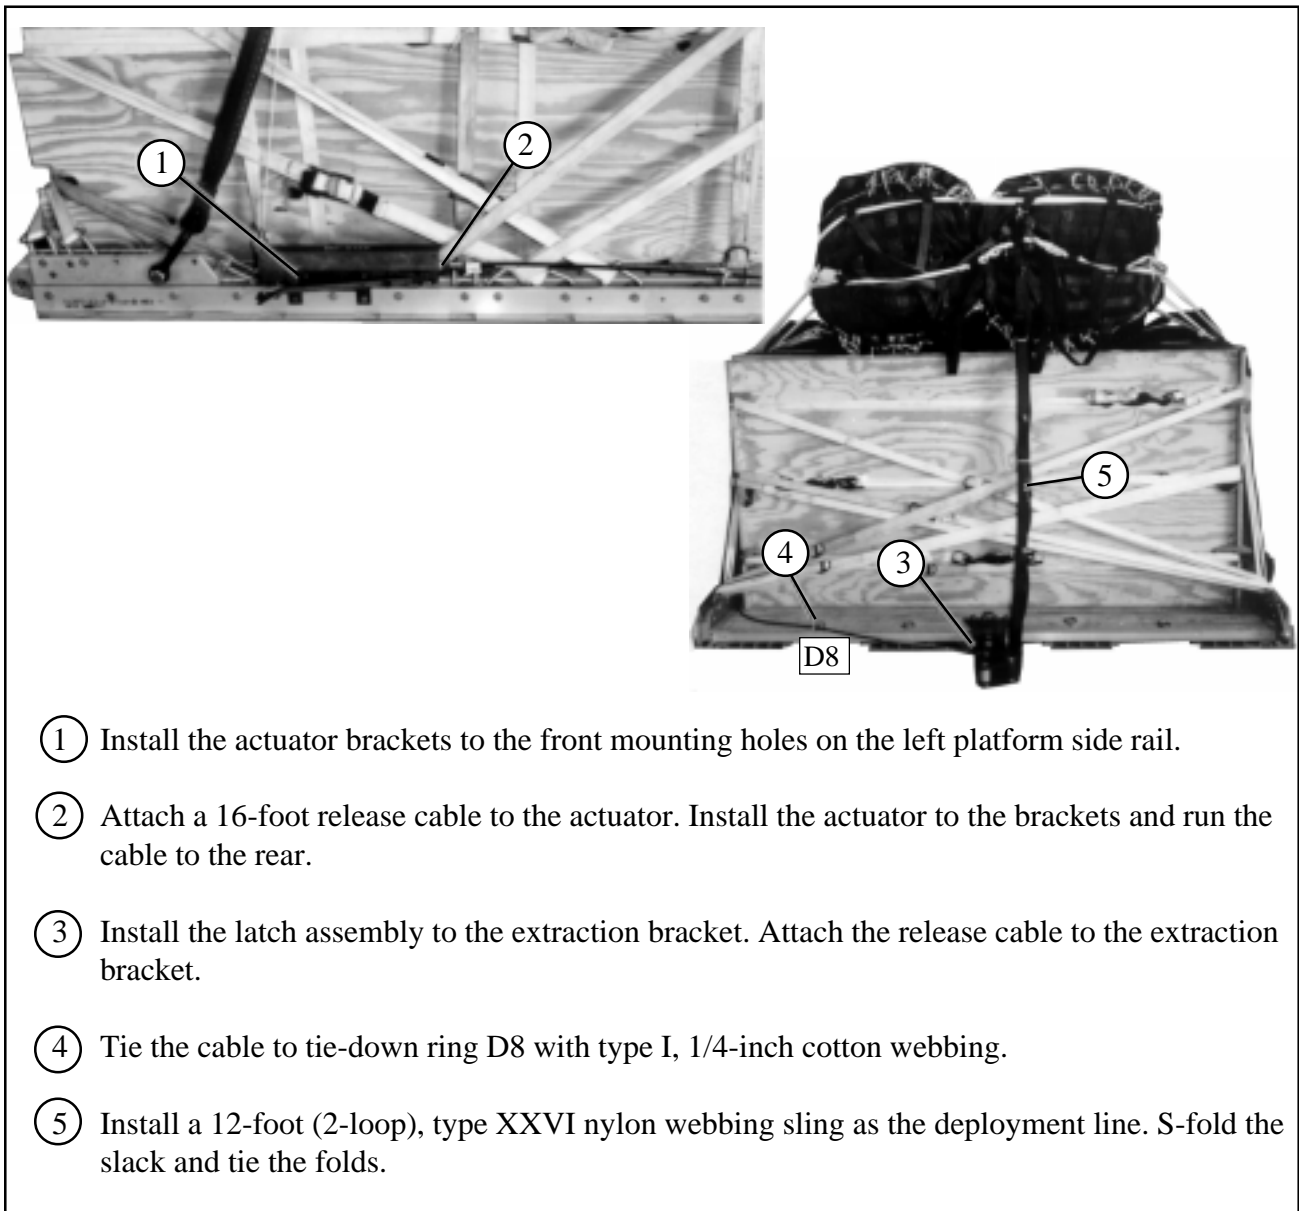 1
2
5
4
3
D8
1 Install the actuator brackets to the front mounting holes on the left platform side rail.
2 Attach a 16-foot release cable to the actuator. Install the actuator to the brackets and run the
cable to the rear.
3 Install the latch assembly to the extraction bracket. Attach the release cable to the extraction
bracket.
4 Tie the cable to tie-down ring D8 with type I, 1/4-inch cotton webbing.
5 Install a 12-foot (2-loop), type XXVI nylon webbing sling as the deployment line. S-fold the
slack and tie the folds.